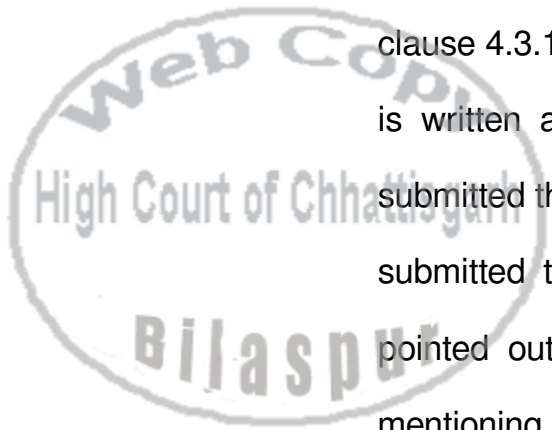 Web Copy
High Court of Chhattisgarh
Bilaspur
clause 4.3.1
is written a
submitted th
submitted t
pointed out
mentioning